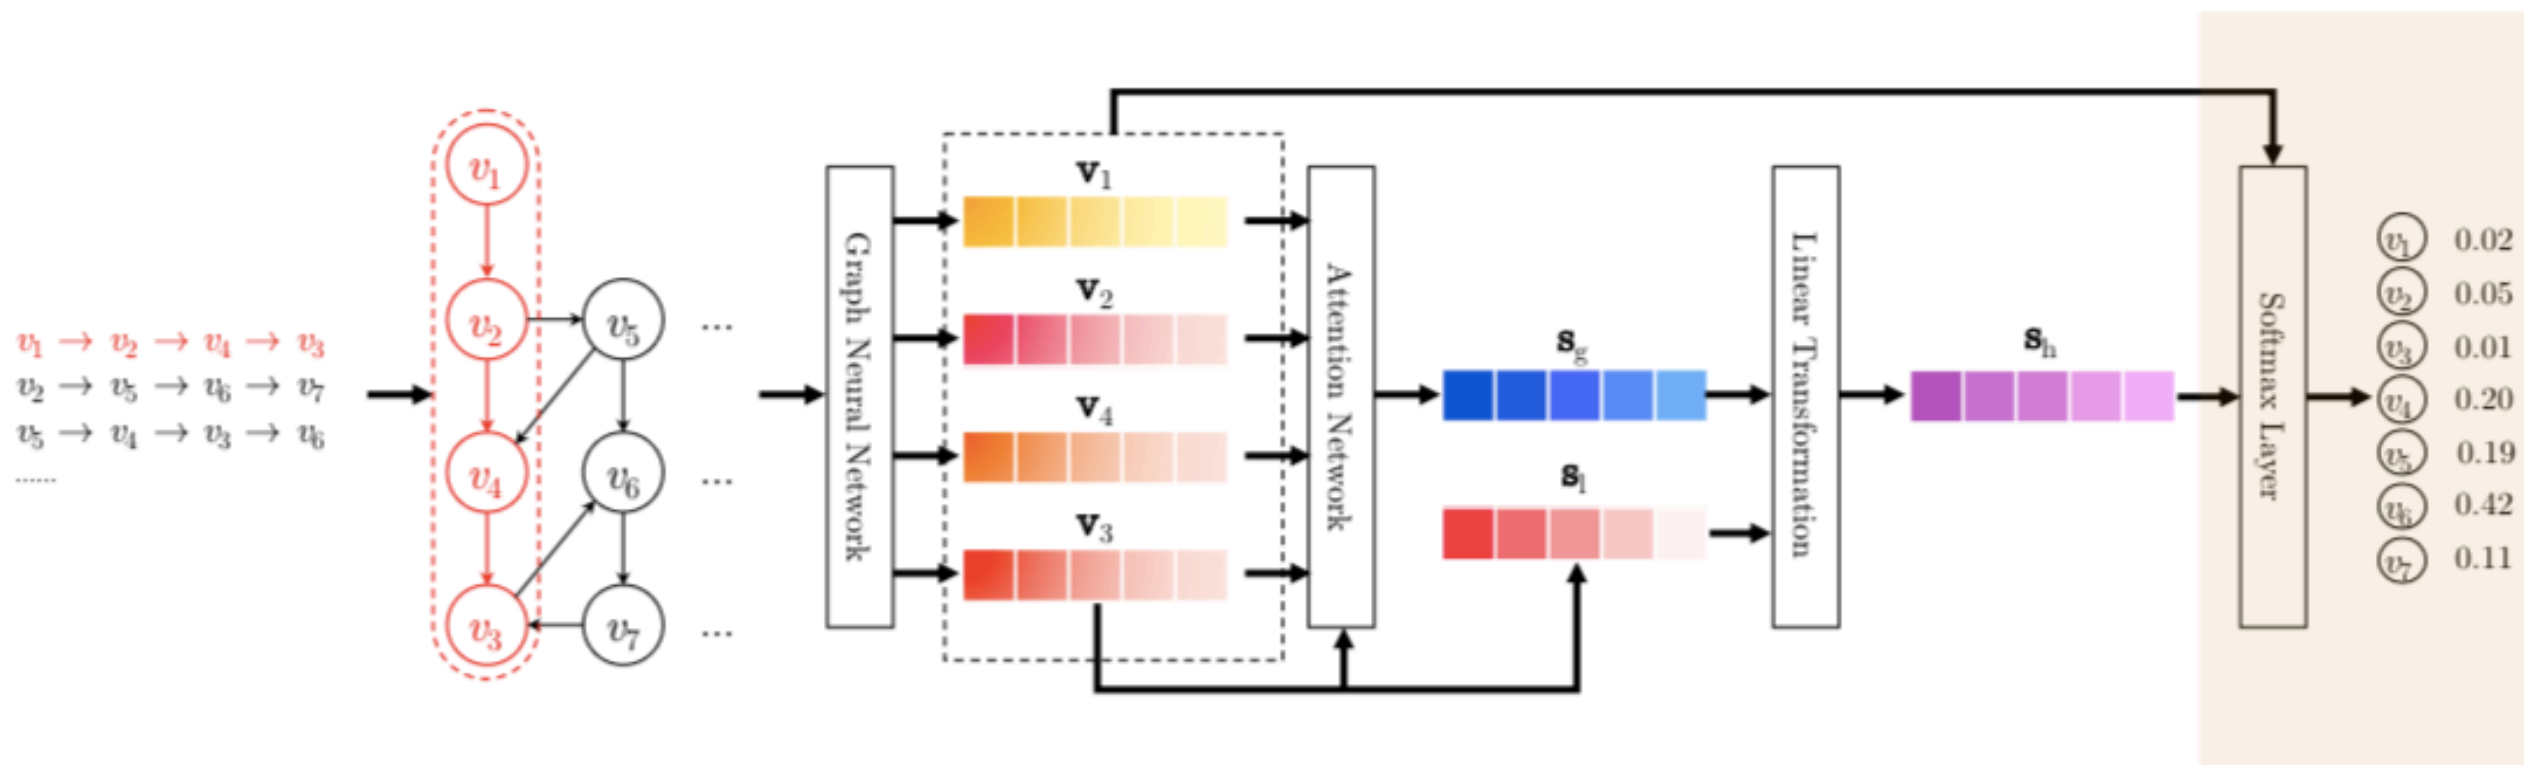 v1 → v2 → v4 → v3
v2 → v5 → v6 → v7
v5 → v4 → v3 → v6
......
v1
v2
v4
v3
v5 ...
v6 ...
v7 ...
Graph Neural Network
v1
v2
v4
v3
Attention Network
sg
sl
Linear Transformation
sh
Softmax Layer
v1 0.02
v2 0.05
v3 0.01
v4 0.20
v5 0.19
v6 0.42
v7 0.11